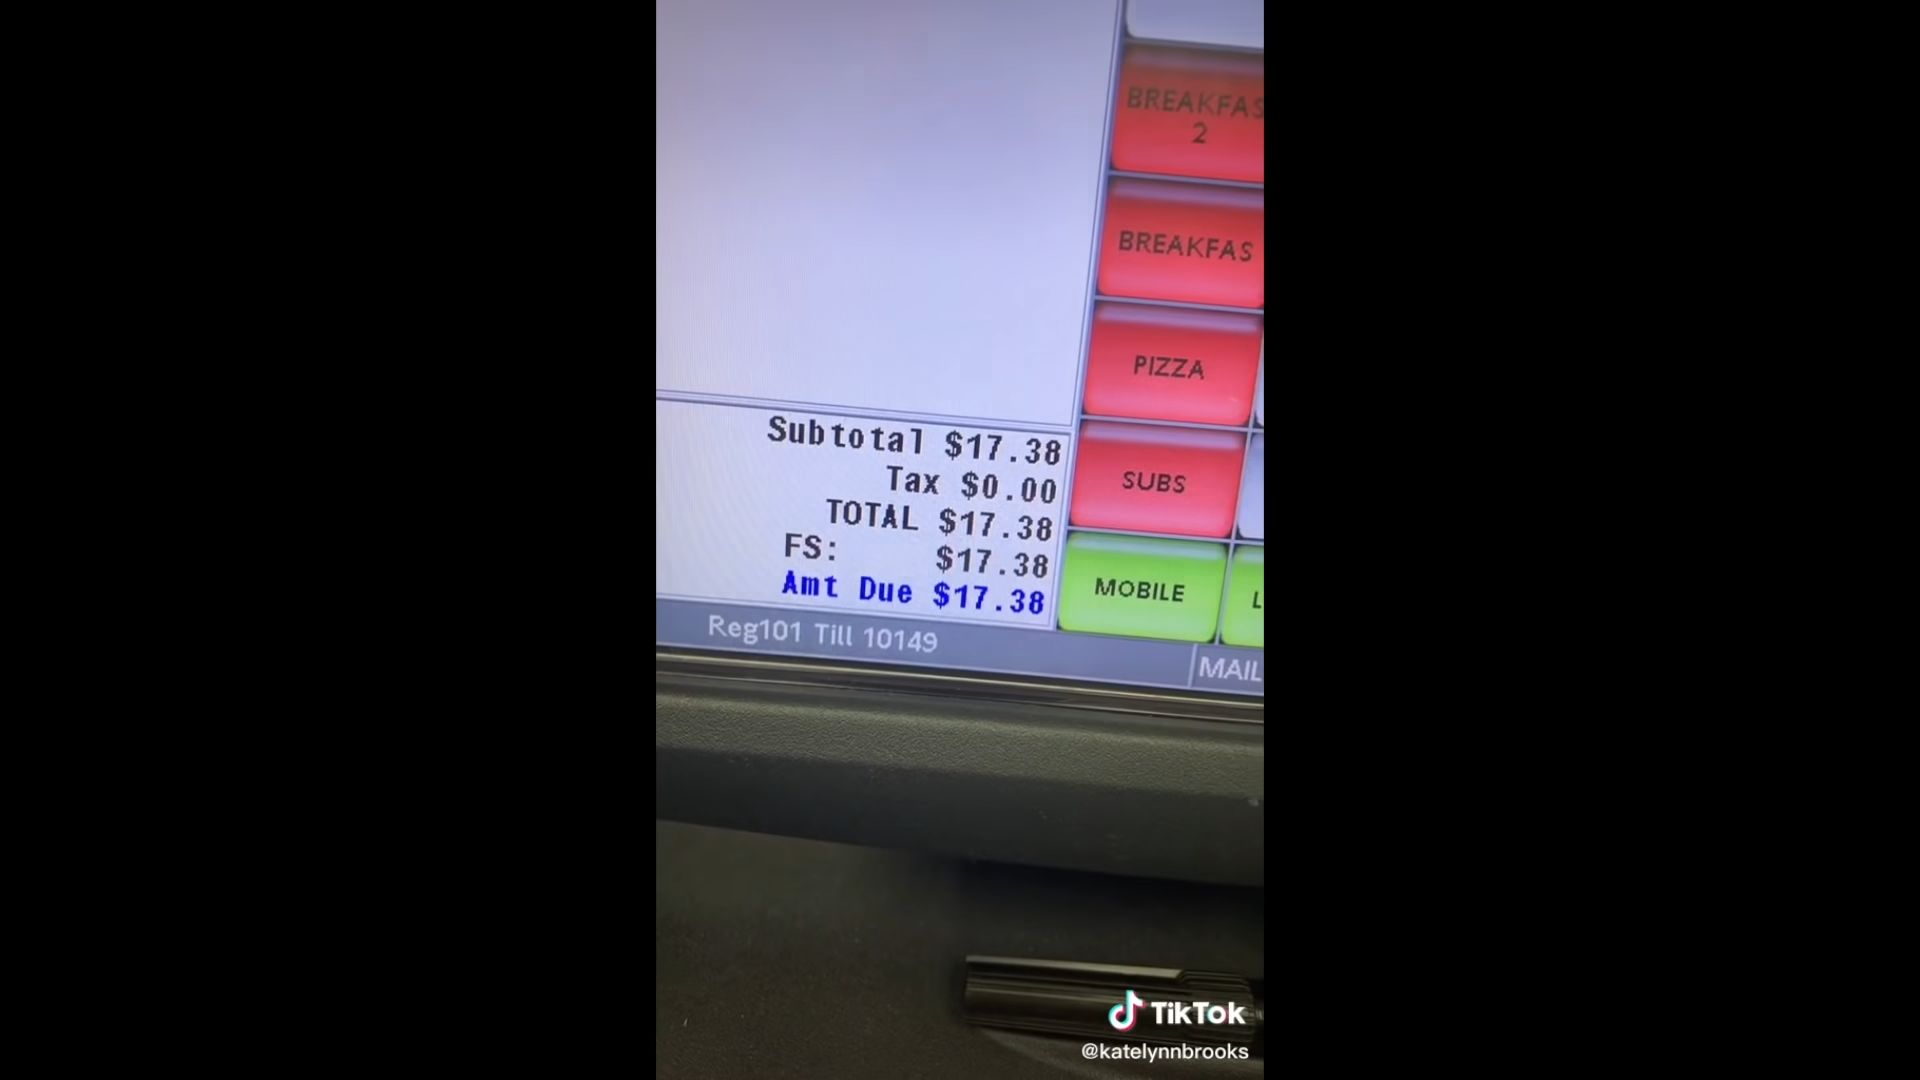 BREAKFAS
2
BREAKFAS
PIZZA
SUBS
Subtotal $17.38
Tax $0.00
TOTAL $17.38
FS: $17.38
Amt Due $17.38
MOBILE
L
Reg101 Till 10149
MAIL
TikTok
@katelynnbrooks